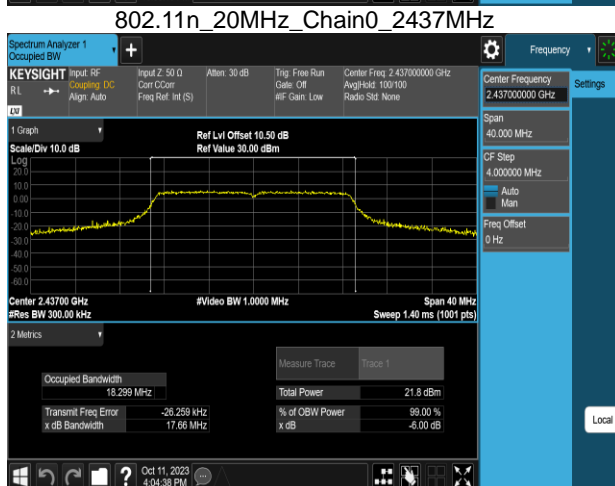 802.11n_20MHz_Chain0_2437MHz
Spectrum Analyzer 1
Occupied BW
Frequency
KEYSIGHT Input: RF Input Z: 50 Ω Atten: 30 dB Trig: Free Run Center Freq: 2.437000000 GHz
RL Coupling: DC Corr CCorr Gate: Off Avg|Hold: 100/100
Align: Auto Freq Ref: Int (S) #IF Gain: Low Radio Std: None
LXI
Center Frequency
2.437000000 GHz
Settings
Span
40.000 MHz
CF Step
4.000000 MHz
Auto
Man
Freq Offset
0 Hz
1 Graph
Ref Lvl Offset 10.50 dB
Scale/Div 10.0 dB Ref Value 30.00 dBm
Log
20.0
10.0
0.00
-10.0
-20.0
-30.0
-40.0
-50.0
-60.0
Center 2.43700 GHz #Video BW 1.0000 MHz Span 40 MHz
#Res BW 300.00 kHz Sweep 1.40 ms (1001 pts)
2 Metrics
Measure Trace Trace 1
Occupied Bandwidth
18.299 MHz Total Power 21.8 dBm
Transmit Freq Error -26.259 kHz % of OBW Power 99.00 %
x dB Bandwidth 17.66 MHz x dB -6.00 dB
Local
? Oct 11, 2023
4:04:38 PM